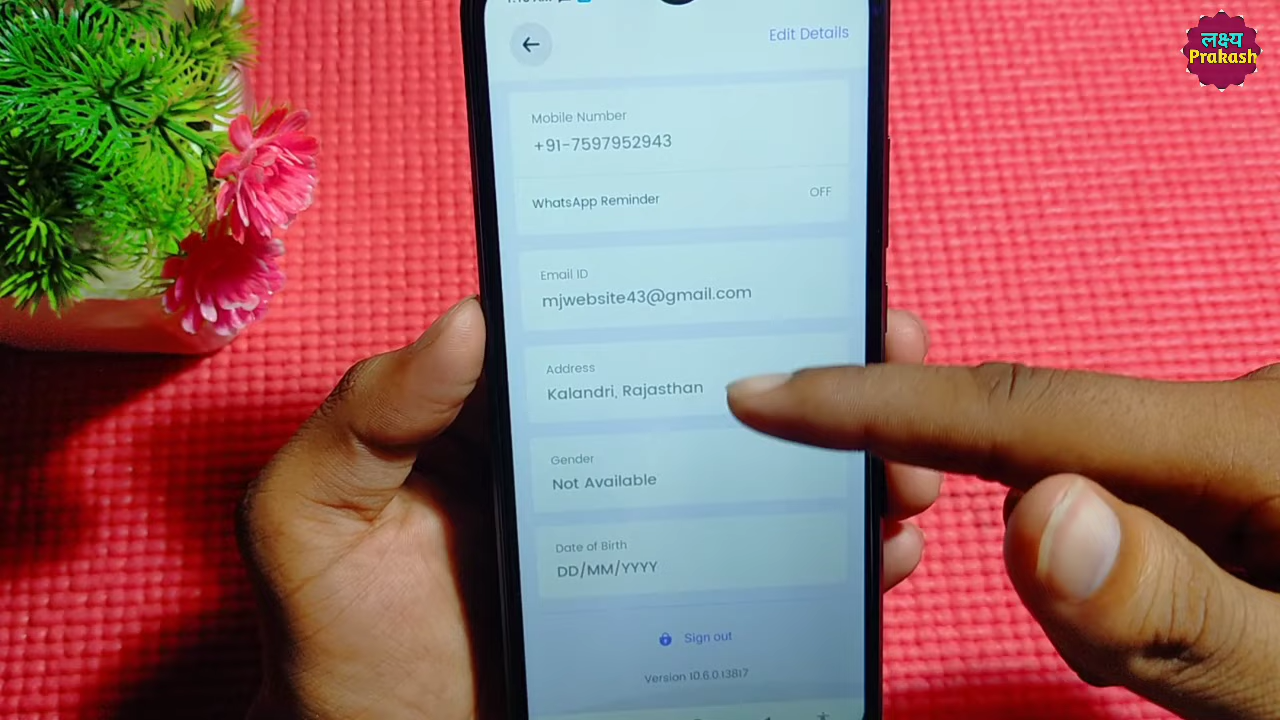 Edit Details
लक्ष्य
Prakash
Mobile Number
+91-7597952943
WhatsApp Reminder
OFF
Email ID
mjwebsite43@gmail.com
Address
Kalandri, Rajasthan
Gender
Not Available
Date of Birth
DD/MM/YYYY
Sign out
Version 10.6.0.13817